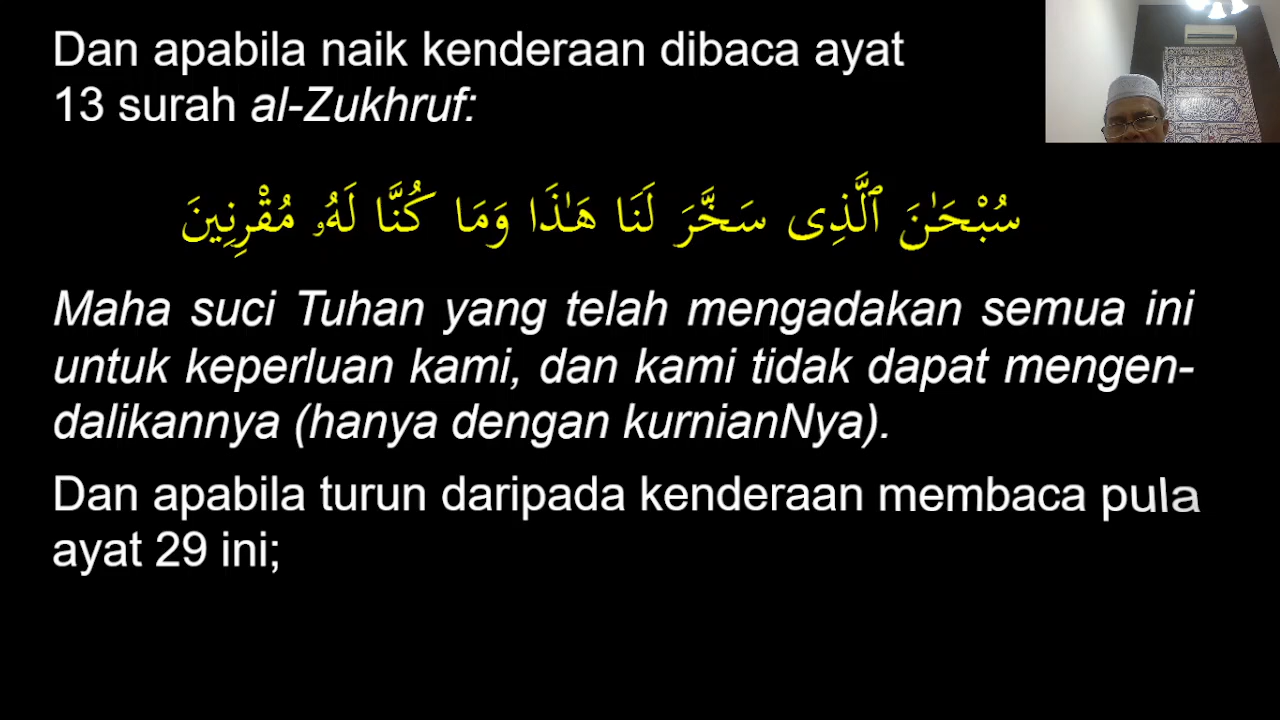 Dan apabila naik kenderaan dibaca ayat
13 surah al-Zukhruf:
سُبْحَـٰنَ ٱلَّذِى سَخَّرَ لَنَا هَـٰذَا وَمَا كُنَّا لَهُۥ مُقْرِنِينَ
Maha suci Tuhan yang telah mengadakan semua ini
untuk keperluan kami, dan kami tidak dapat mengen-
dalikannya (hanya dengan kurnianNya).
Dan apabila turun daripada kenderaan membaca pula
ayat 29 ini;